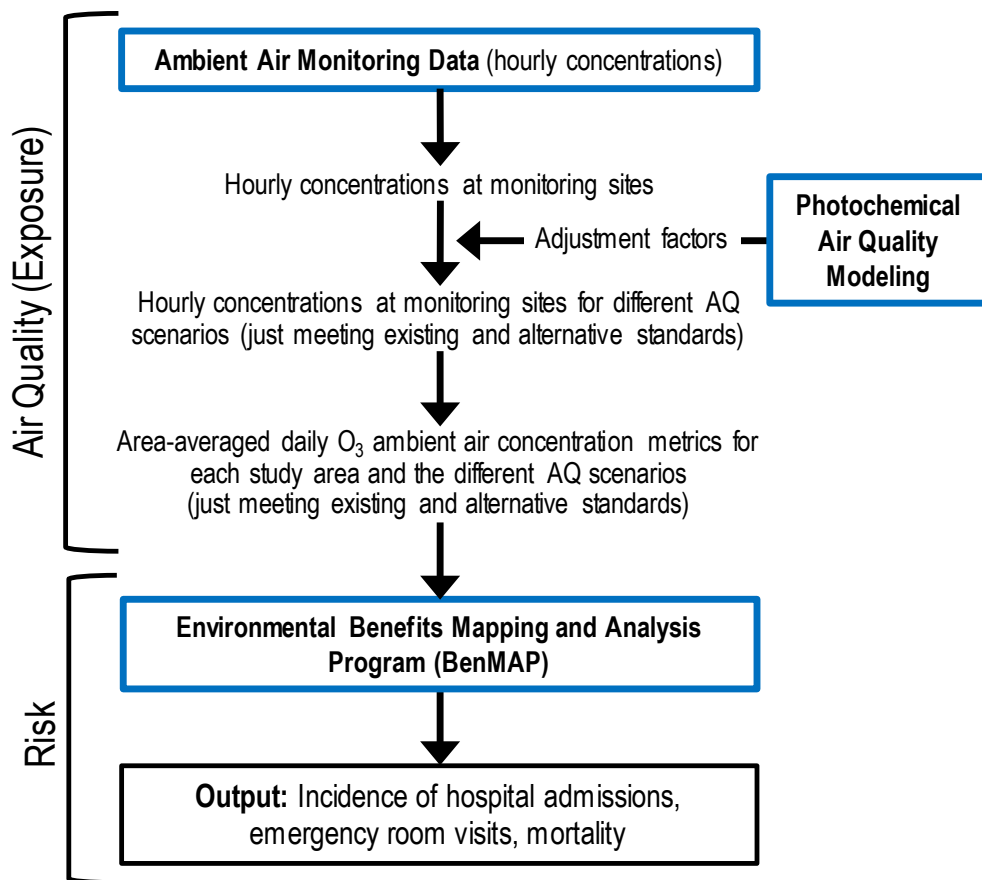 Ambient Air Monitoring Data (hourly concentrations)
Hourly concentrations at monitoring sites
Adjustment factors
Photochemical
Air Quality
Modeling
Hourly concentrations at monitoring sites for different AQ
scenarios (just meeting existing and alternative standards)
Area-averaged daily O₃ ambient air concentration metrics for
each study area and the different AQ scenarios
(just meeting existing and alternative standards)
Air Quality (Exposure)
Environmental Benefits Mapping and Analysis
Program (BenMAP)
Output: Incidence of hospital admissions,
emergency room visits, mortality
Risk